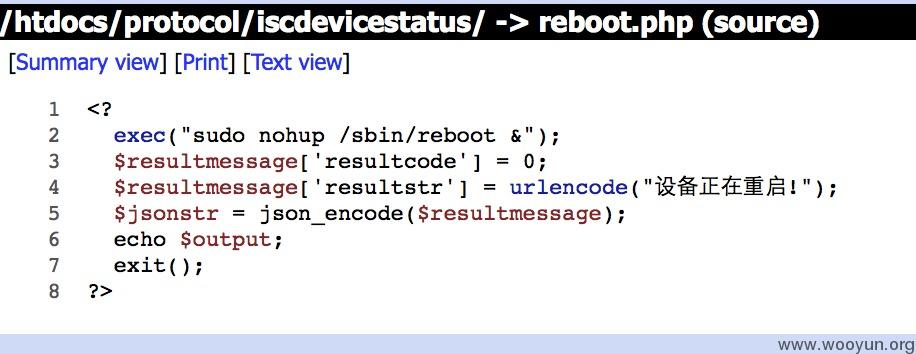 /htdocs/protocol/iscdevicestatus/ -> reboot.php (source)
[Summary view] [Print] [Text view]
1 <?
2 exec("sudo nohup /sbin/reboot &");
3 $resultmessage['resultcode'] = 0;
4 $resultmessage['resultstr'] = urlencode("设备正在重启!");
5 $jsonstr = json_encode($resultmessage);
6 echo $output;
7 exit();
8 ?>
www.wooyun.org